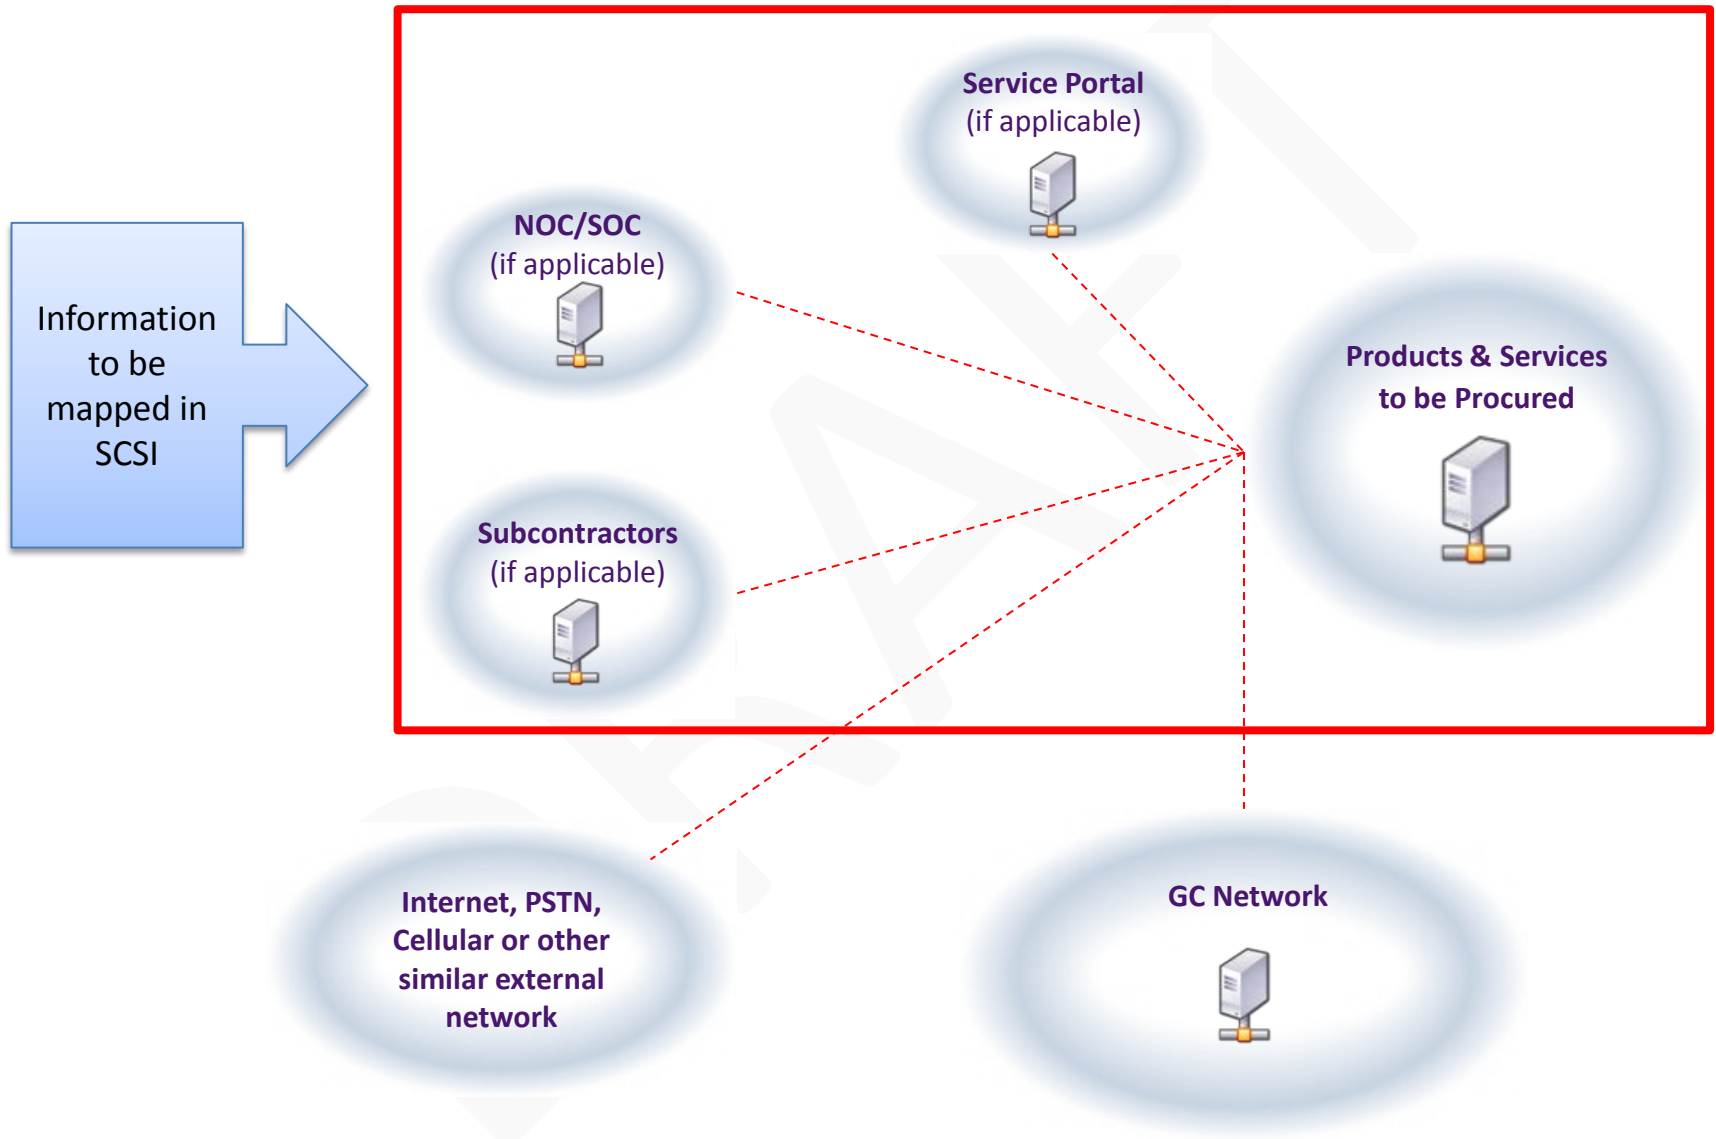 Service Portal
(if applicable)
NOC/SOC
(if applicable)
Information
to be
mapped in
SCSI
Products & Services
to be Procured
Subcontractors
(if applicable)
Internet, PSTN,
Cellular or other
similar external
network
GC Network
DRAFT